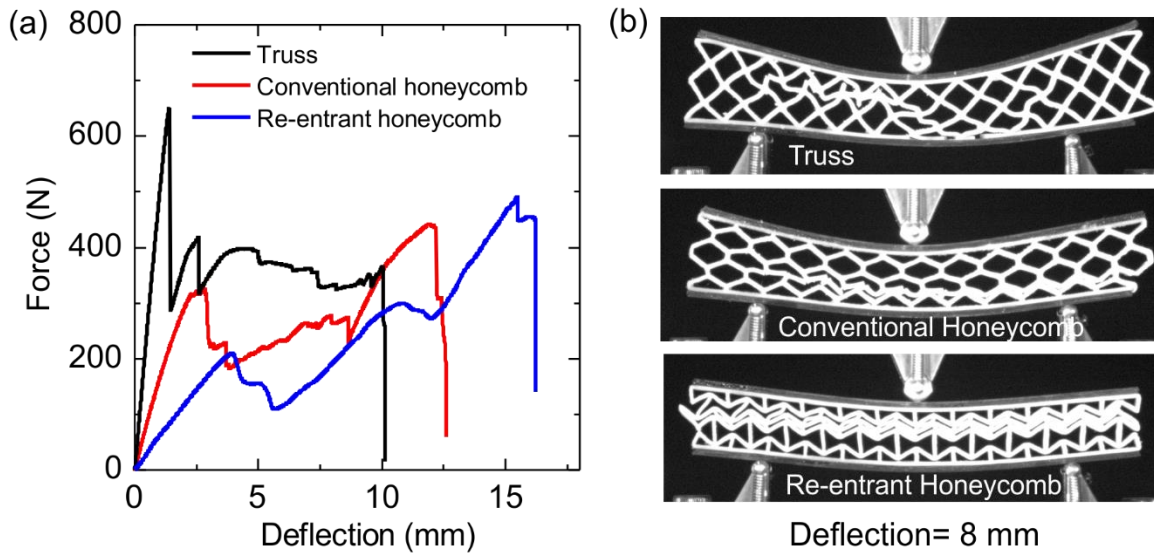 (a)
800
600
400
200
0
Force (N)
0
5
10
15
Deflection (mm)
Truss
Conventional honeycomb
Re-entrant honeycomb
(b)
Truss
Conventional Honeycomb
Re-entrant Honeycomb
Deflection= 8 mm